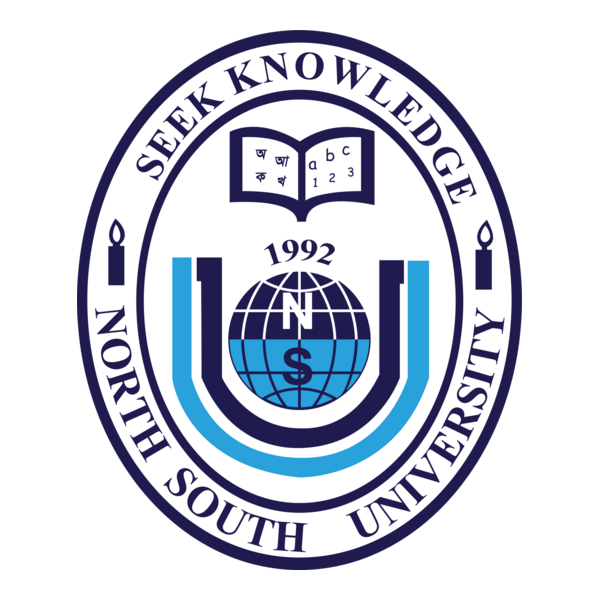 SEEK KNOWLEDGE
অ আ
ক খ
a b c
1 2 3
1992
N
S
NORTH SOUTH UNIVERSITY